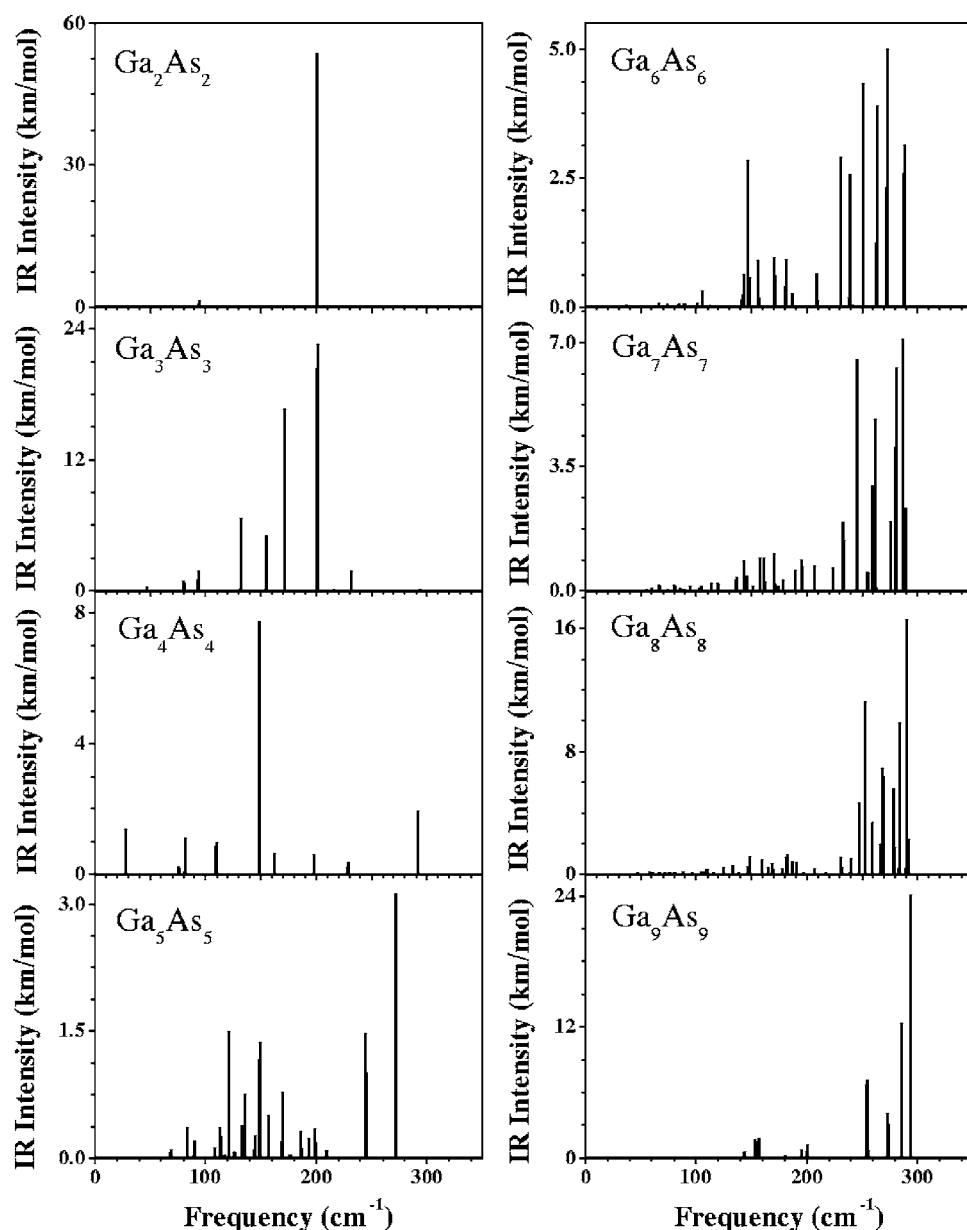 IR Intensity (km/mol)
60
30
0
Ga2As2
IR Intensity (km/mol)
24
12
0
Ga3As3
IR Intensity (km/mol)
8
4
0
Ga4As4
IR Intensity (km/mol)
3.0
1.5
0.0
Ga5As5
0 100 200 300
Frequency (cm⁻¹)
IR Intensity (km/mol)
5.0
2.5
0.0
Ga6As6
IR Intensity (km/mol)
7.0
3.5
0.0
Ga7As7
IR Intensity (km/mol)
16
8
0
Ga8As8
IR Intensity (km/mol)
24
12
0
Ga9As9
0 100 200 300
Frequency (cm⁻¹)